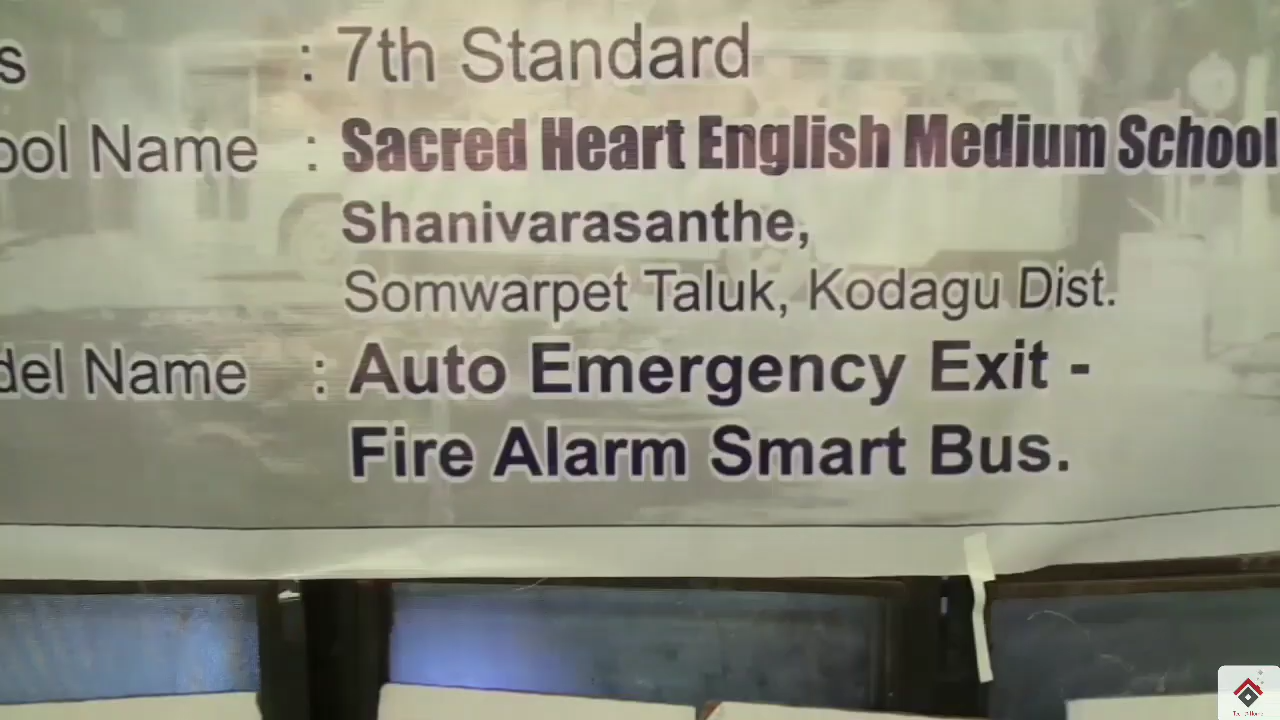 s : 7th Standard
ool Name : Sacred Heart English Medium School
Shanivarasanthe,
Somwarpet Taluk, Kodagu Dist.
del Name : Auto Emergency Exit -
Fire Alarm Smart Bus.